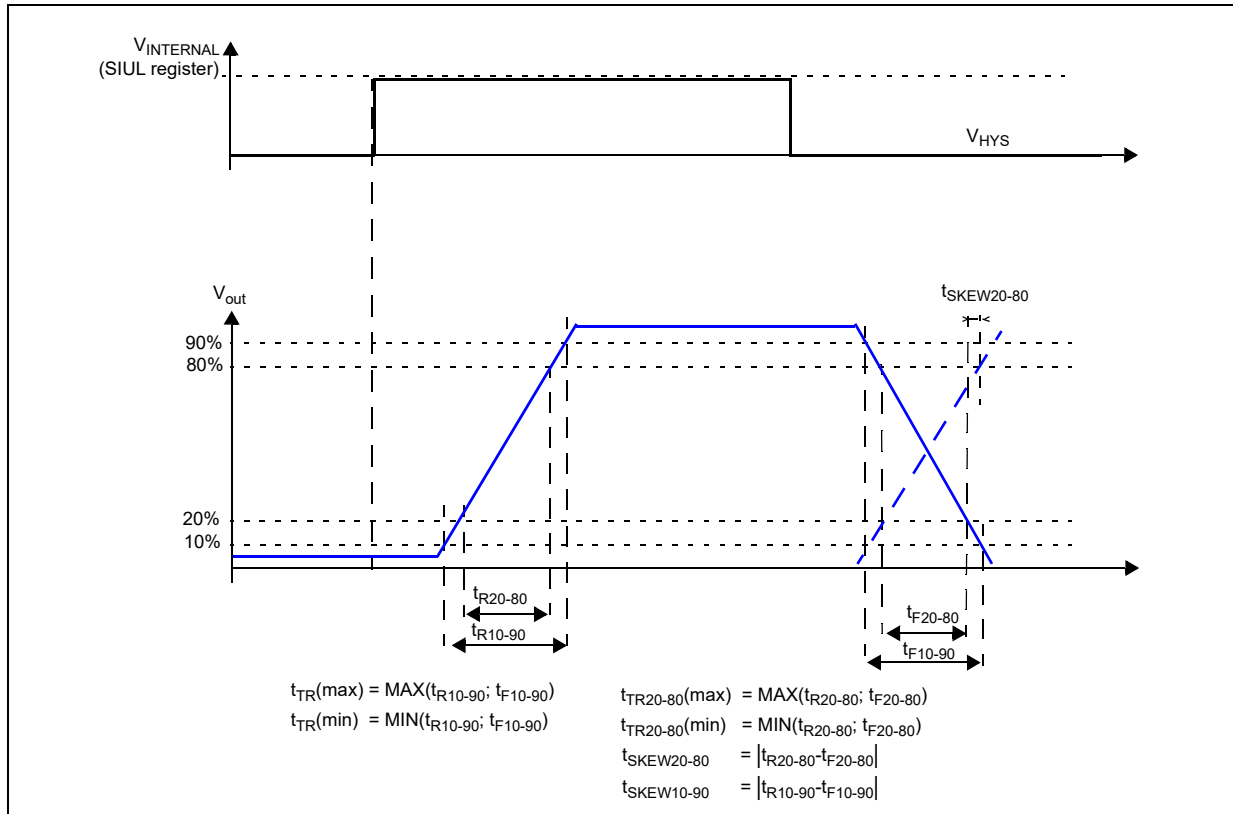 VINTERNAL
(SIUL register)
VHYS
Vout
tSKEW20-80
90%
80%
20%
10%
tR20-80
tR10-90
tF20-80
tF10-90
tTR(max) = MAX(tR10-90; tF10-90)
tTR(min) = MIN(tR10-90; tF10-90)
tTR20-80(max) = MAX(tR20-80; tF20-80)
tTR20-80(min) = MIN(tR20-80; tF20-80)
tSKEW20-80 = |tR20-80-tF20-80|
tSKEW10-90 = |tR10-90-tF10-90|